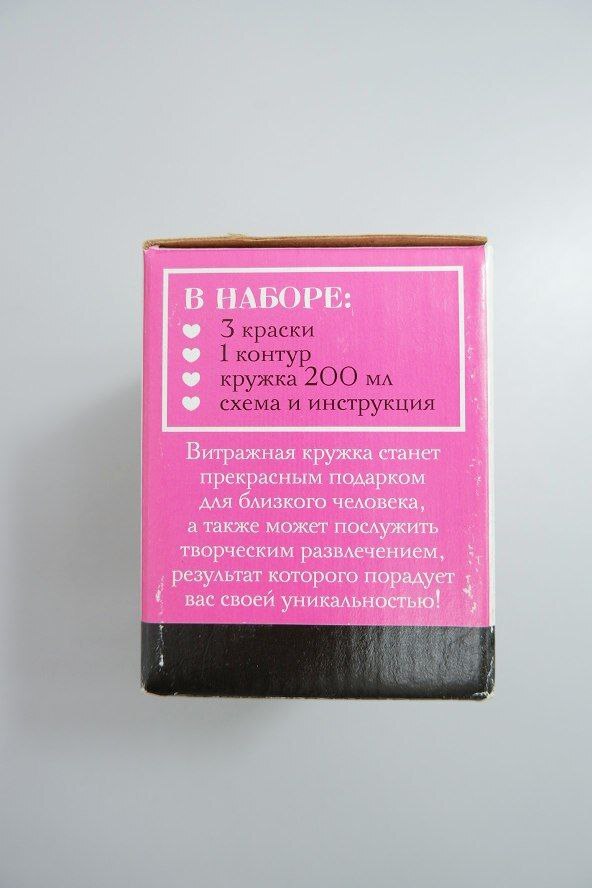 В НАБОРЕ:
3 краски
1 контур
кружка 200 мл
схема и инструкция
Витражная кружка станет
прекрасным подарком
для близкого человека,
а также может послужить
творческим развлечением,
результат которого порадует
вас своей уникальностью!